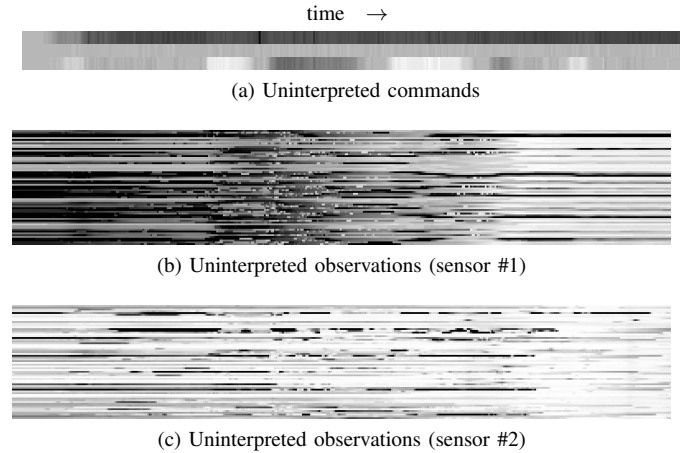 time →
(a) Uninterpreted commands
(b) Uninterpreted observations (sensor #1)
(c) Uninterpreted observations (sensor #2)